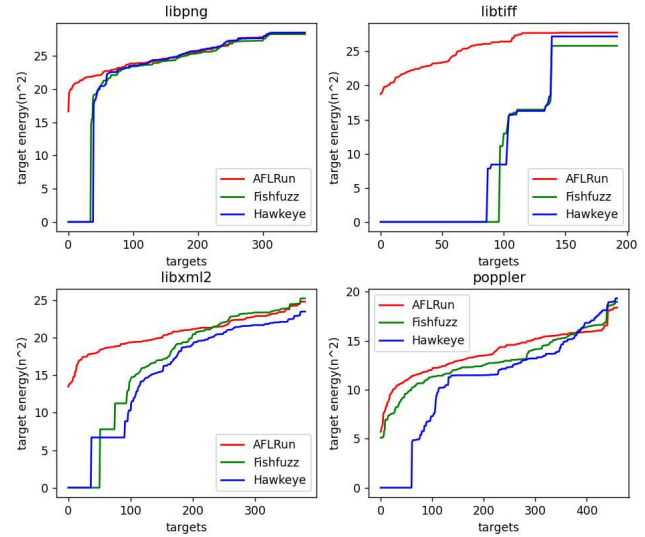 libpng
target energy(n^2)
25
20
15
10
5
0
AFLRun
Fishfuzz
Hawkeye
0 100 200 300
targets
libtiff
target energy(n^2)
25
20
15
10
5
0
AFLRun
Fishfuzz
Hawkeye
0 50 100 150 200
targets
libxml2
target energy(n^2)
25
20
15
10
5
0
AFLRun
Fishfuzz
Hawkeye
0 100 200 300
targets
poppler
target energy(n^2)
20
15
10
5
0
AFLRun
Fishfuzz
Hawkeye
0 100 200 300 400
targets